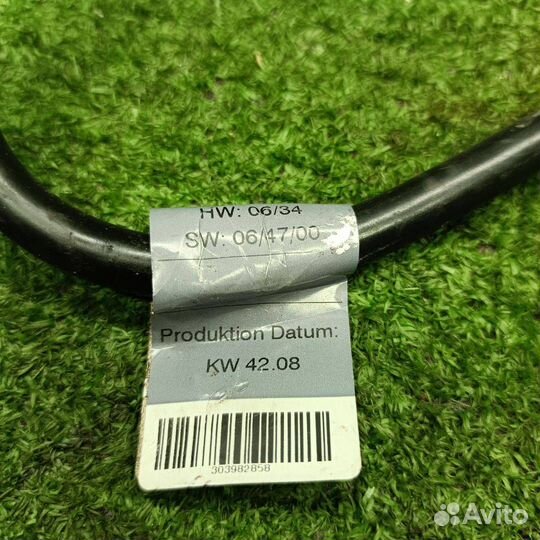 HW: 06/34
SW: 06/47/00
Produktion Datum:
KW 42.08
303982858
Avito